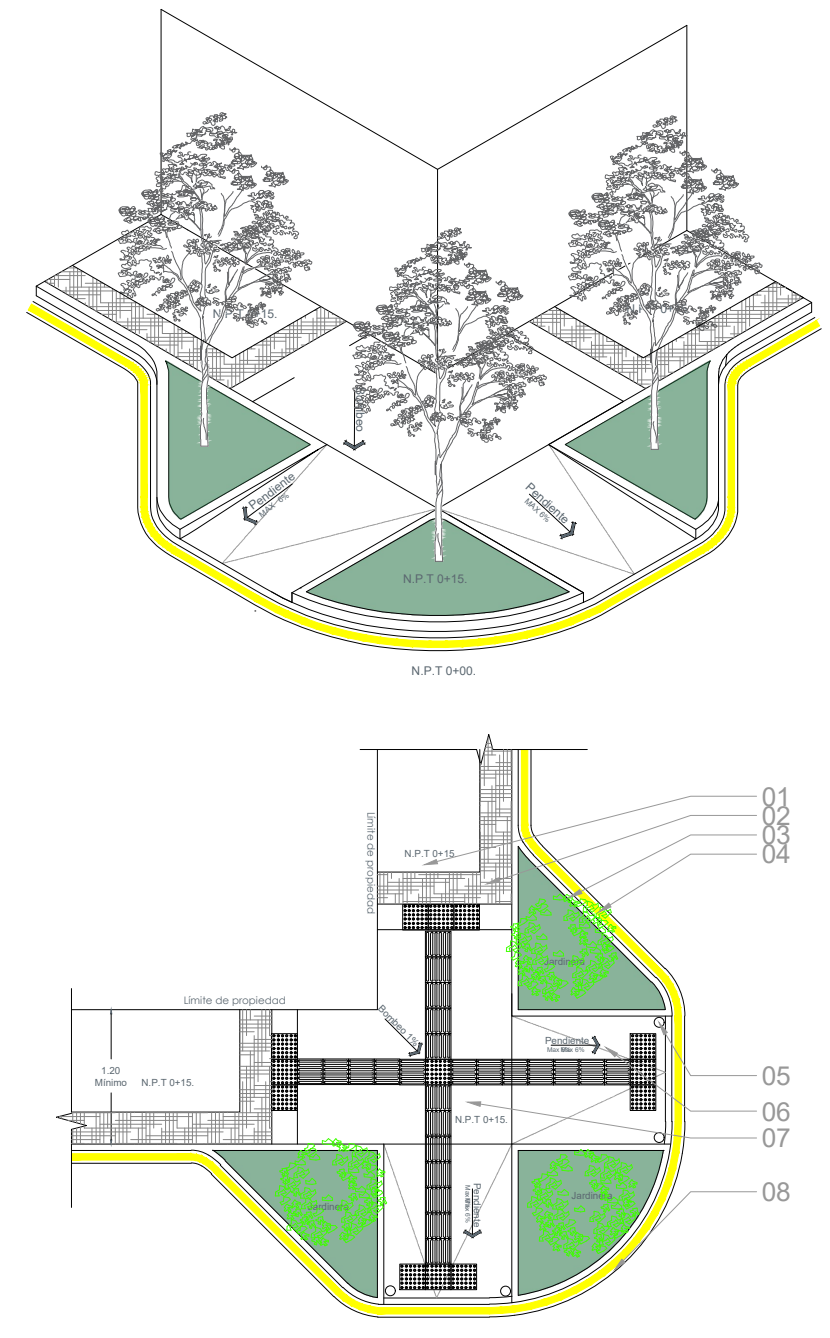 Pendiente
MAX 6%
Pendiente
MAX 6%
N.P.T 0+15.
N.P.T 0+00.
01
02
03
04
Límite de propiedad
N.P.T 0+15
Jardinera
Límite de propiedad
Bombeo 1%
Pendiente
1.20
Mínimo
N.P.T 0+15.
05
06
N.P.T 0+15.
07
Pendiente
08
Jardinera
Jardinera